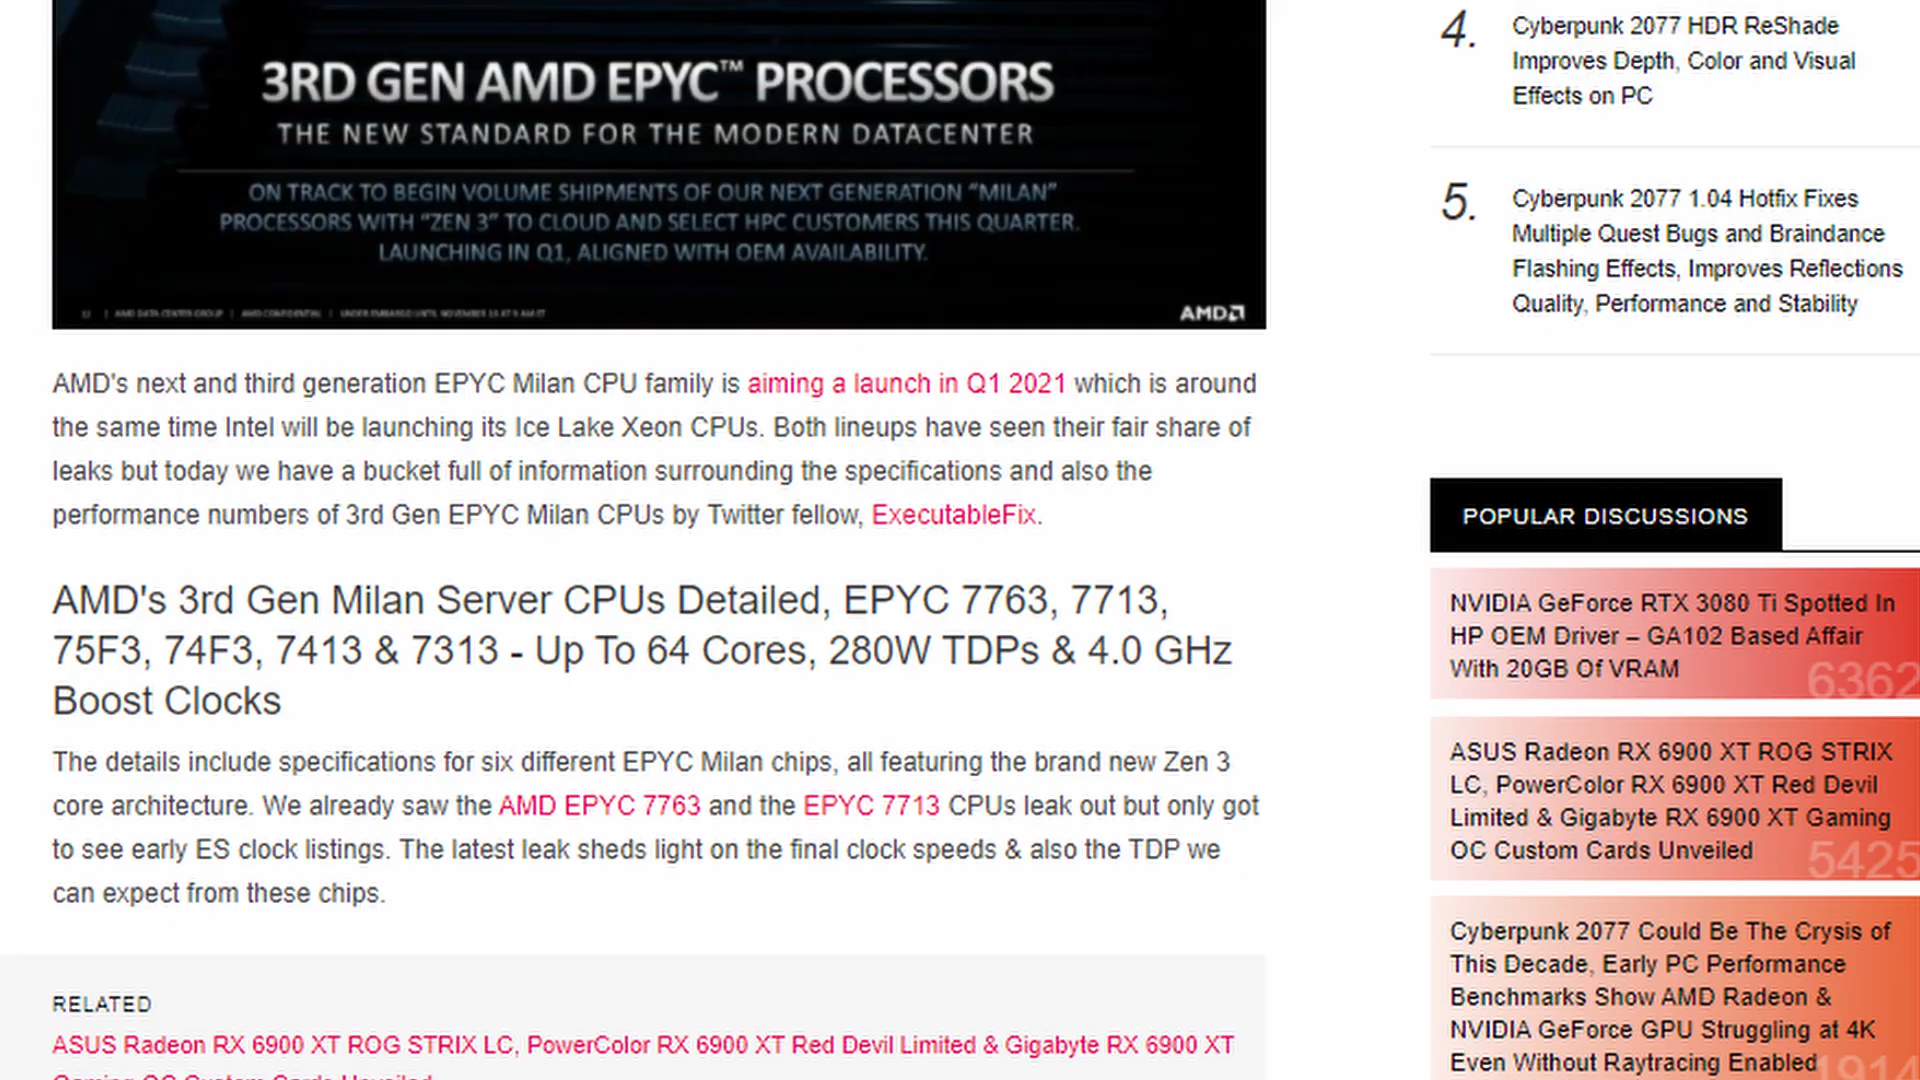 3RD GEN AMD EPYC™ PROCESSORS
THE NEW STANDARD FOR THE MODERN DATACENTER
ON TRACK TO BEGIN VOLUME SHIPMENTS OF OUR NEXT GENERATION “MILAN”
PROCESSORS WITH “ZEN 3” TO CLOUD AND SELECT HPC CUSTOMERS THIS QUARTER.
LAUNCHING IN Q1, ALIGNED WITH OEM AVAILABILITY.
| AMD DATA CENTER GROUP | AMD CONFIDENTIAL | UNDER EMBARGO UNTIL NOVEMBER
AMD
AMD's next and third generation EPYC Milan CPU family is aiming a launch in Q1 2021 which is around
the same time Intel will be launching its Ice Lake Xeon CPUs. Both lineups have seen their fair share of
leaks but today we have a bucket full of information surrounding the specifications and also the
performance numbers of 3rd Gen EPYC Milan CPUs by Twitter fellow, ExecutableFix.
AMD's 3rd Gen Milan Server CPUs Detailed, EPYC 7763, 7713,
75F3, 74F3, 7413 & 7313 - Up To 64 Cores, 280W TDPs & 4.0 GHz
Boost Clocks
The details include specifications for six different EPYC Milan chips, all featuring the brand new Zen 3
core architecture. We already saw the AMD EPYC 7763 and the EPYC 7713 CPUs leak out but only got
to see early ES clock listings. The latest leak sheds light on the final clock speeds & also the TDP we
can expect from these chips.
RELATED
ASUS Radeon RX 6900 XT ROG STRIX LC, PowerColor RX 6900 XT Red Devil Limited & Gigabyte RX 6900 XT
Gaming OC Custom Cards Unveiled
4.
Cyberpunk 2077 HDR ReShade
Improves Depth, Color and Visual
Effects on PC
5.
Cyberpunk 2077 1.04 Hotfix Fixes
Multiple Quest Bugs and Braindance
Flashing Effects, Improves Reflections
Quality, Performance and Stability
POPULAR DISCUSSIONS
NVIDIA GeForce RTX 3080 Ti Spotted In
HP OEM Driver – GA102 Based Affair
With 20GB Of VRAM
6362
ASUS Radeon RX 6900 XT ROG STRIX
LC, PowerColor RX 6900 XT Red Devil
Limited & Gigabyte RX 6900 XT Gaming
OC Custom Cards Unveiled
5425
Cyberpunk 2077 Could Be The Crysis of
This Decade, Early PC Performance
Benchmarks Show AMD Radeon &
NVIDIA GeForce GPU Struggling at 4K
Even Without Raytracing Enabled
1914